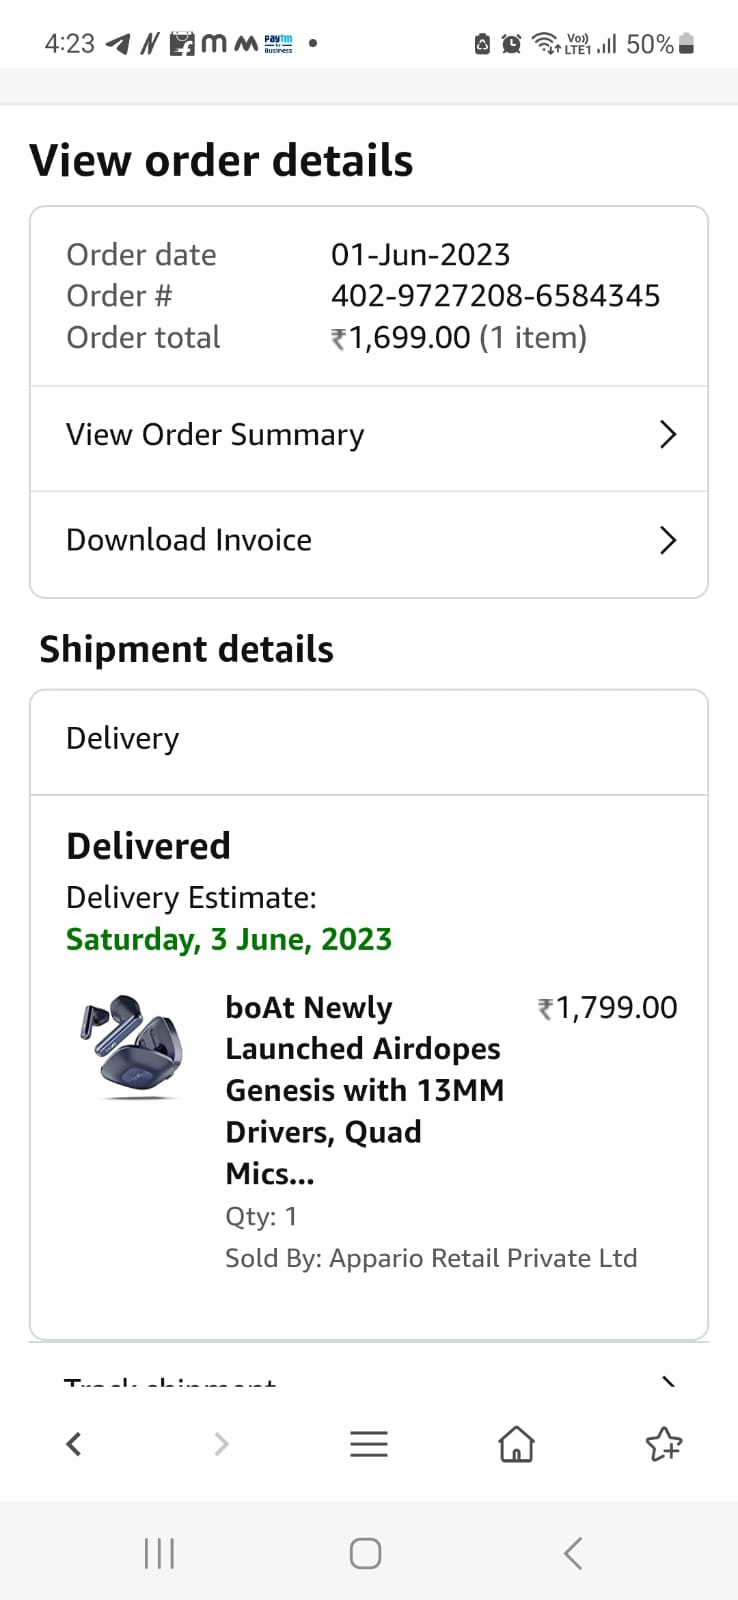 4:23
Paytm
Business
Vo))
LTE1
50%
View order details
Order date 01-Jun-2023
Order # 402-9727208-6584345
Order total ₹1,699.00 (1 item)
View Order Summary
Download Invoice
Shipment details
Delivery
Delivered
Delivery Estimate:
Saturday, 3 June, 2023
boAt Newly ₹1,799.00
Launched Airdopes
Genesis with 13MM
Drivers, Quad
Mics...
Qty: 1
Sold By: Appario Retail Private Ltd
Track shipment